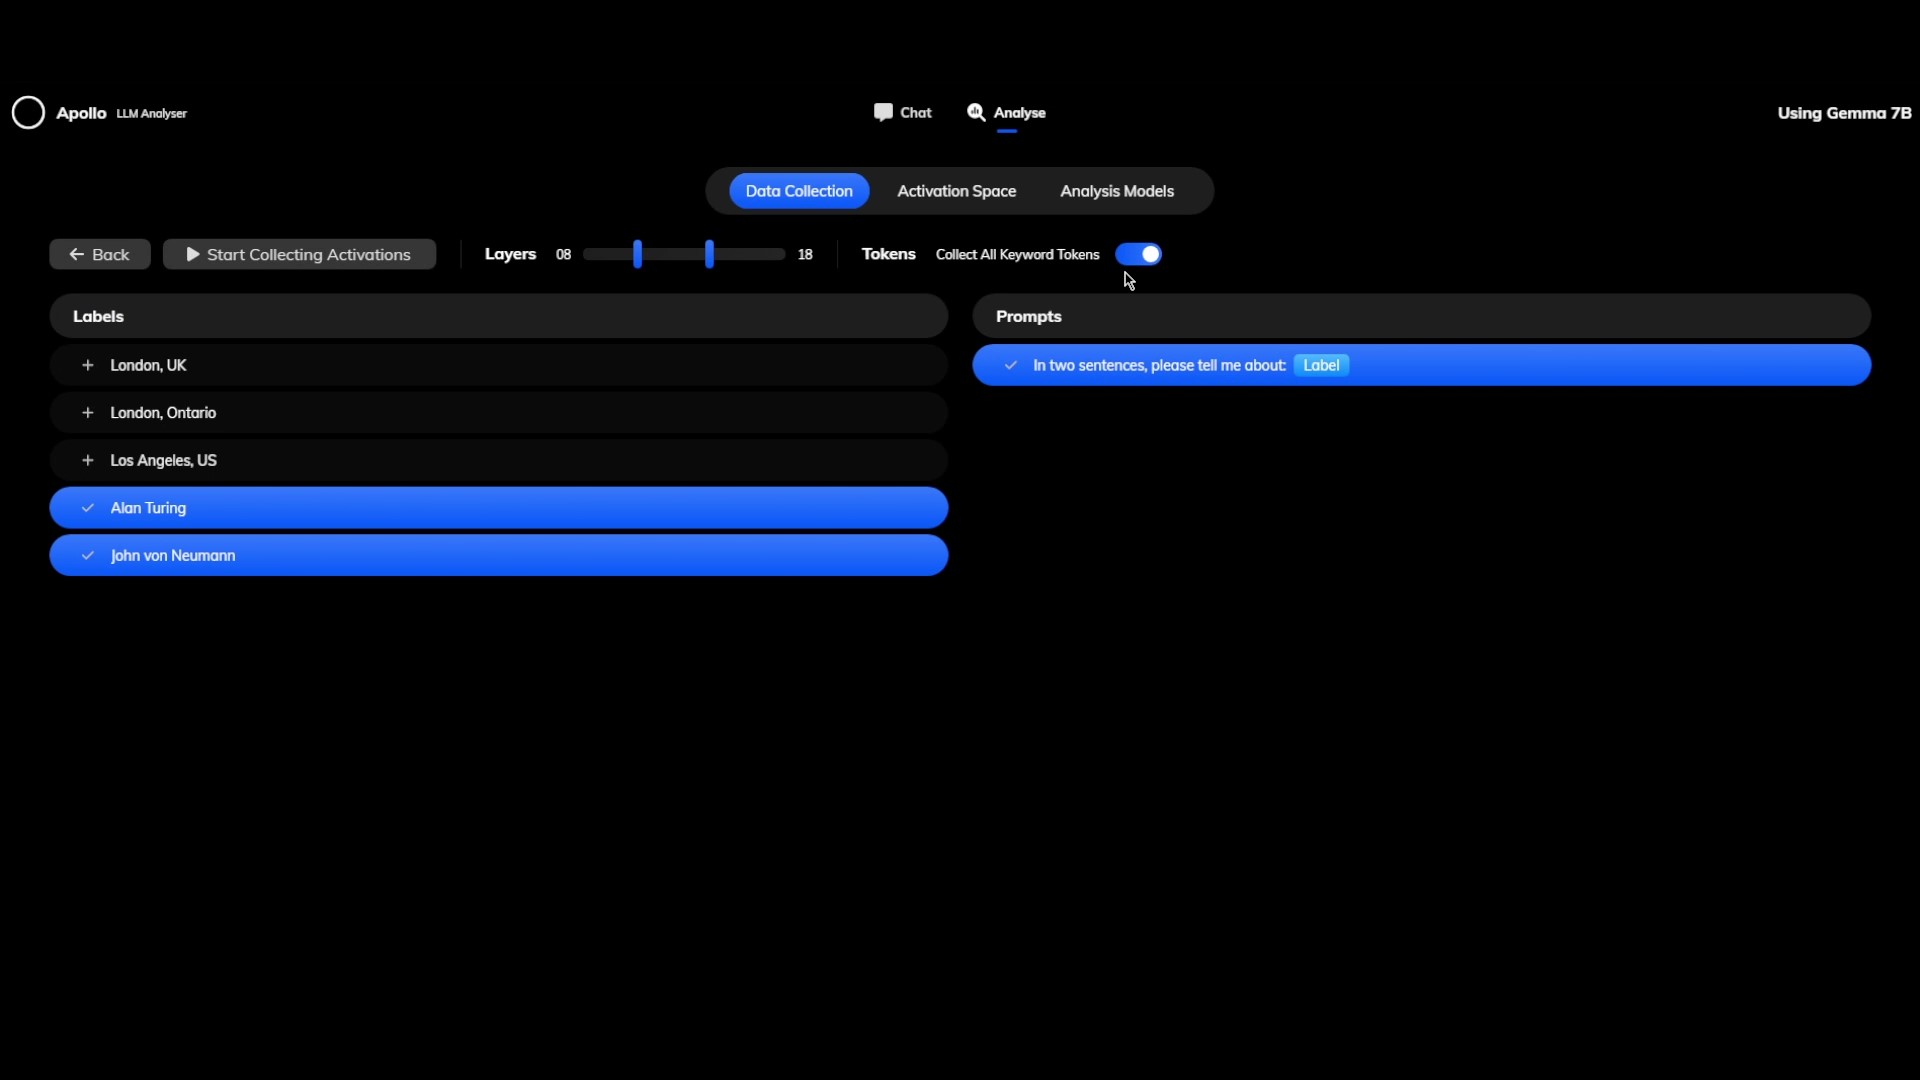 Apollo LLM Analyser
Chat
Analyse
Using Gemma 7B
Data Collection
Activation Space
Analysis Models
Back
Start Collecting Activations
Layers 08 18
Tokens Collect All Keyword Tokens
Labels
London, UK
London, Ontario
Los Angeles, US
Alan Turing
John von Neumann
Prompts
In two sentences, please tell me about: Label